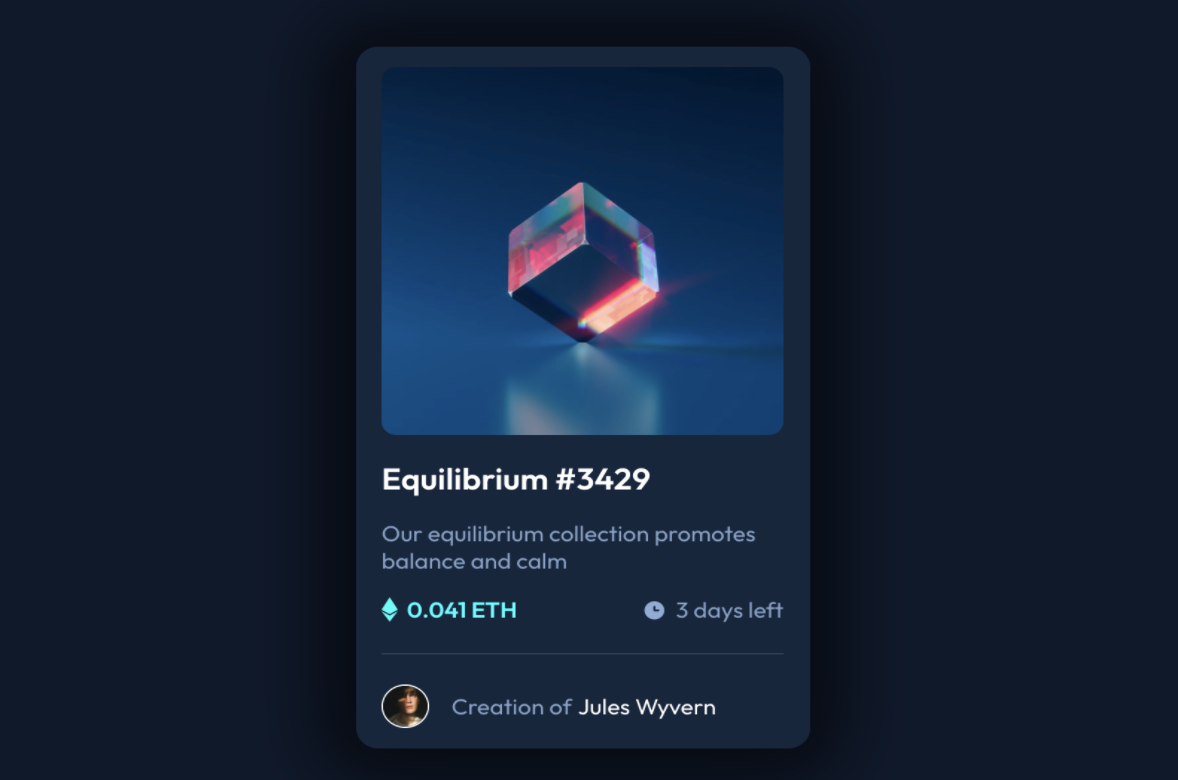 Equilibrium #3429
Our equilibrium collection promotes
balance and calm
0.041 ETH
3 days left
Creation of Jules Wyvern